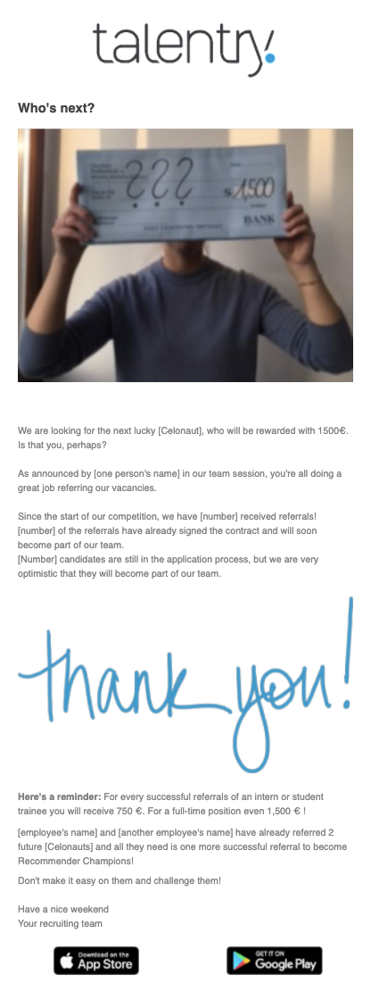 talentry.
Who's next?
? ? ?
$ 1,500
BANK
We are looking for the next lucky [Celonaut], who will be rewarded with 1500€.
Is that you, perhaps?
As announced by [one person's name] in our team session, you're all doing a
great job referring our vacancies.
Since the start of our competition, we have [number] received referrals!
[number] of the referrals have already signed the contract and will soon
become part of our team.
[Number] candidates are still in the application process, but we are very
optimistic that they will become part of our team.
thank you!
Here's a reminder: For every successful referrals of an intern or student
trainee you will receive 750 €. For a full-time position even 1,500 € !
[employee's name] and [another employee's name] have already referred 2
future [Celonauts] and all they need is one more successful referral to become
Recommender Champions!
Don't make it easy on them and challenge them!
Have a nice weekend
Your recruiting team
Download on the
App Store
GET IT ON
Google Play